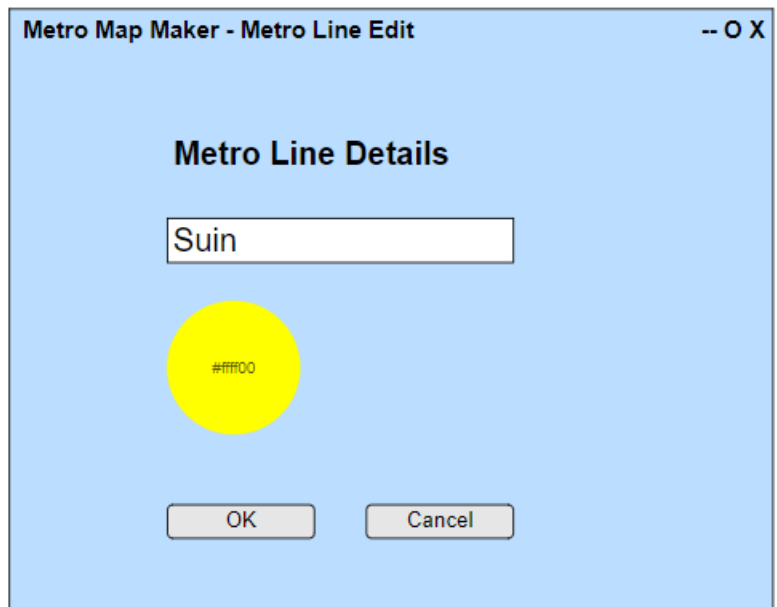 Metro Map Maker - Metro Line Edit -- O X
Metro Line Details
Suin
#ffff00
OK Cancel